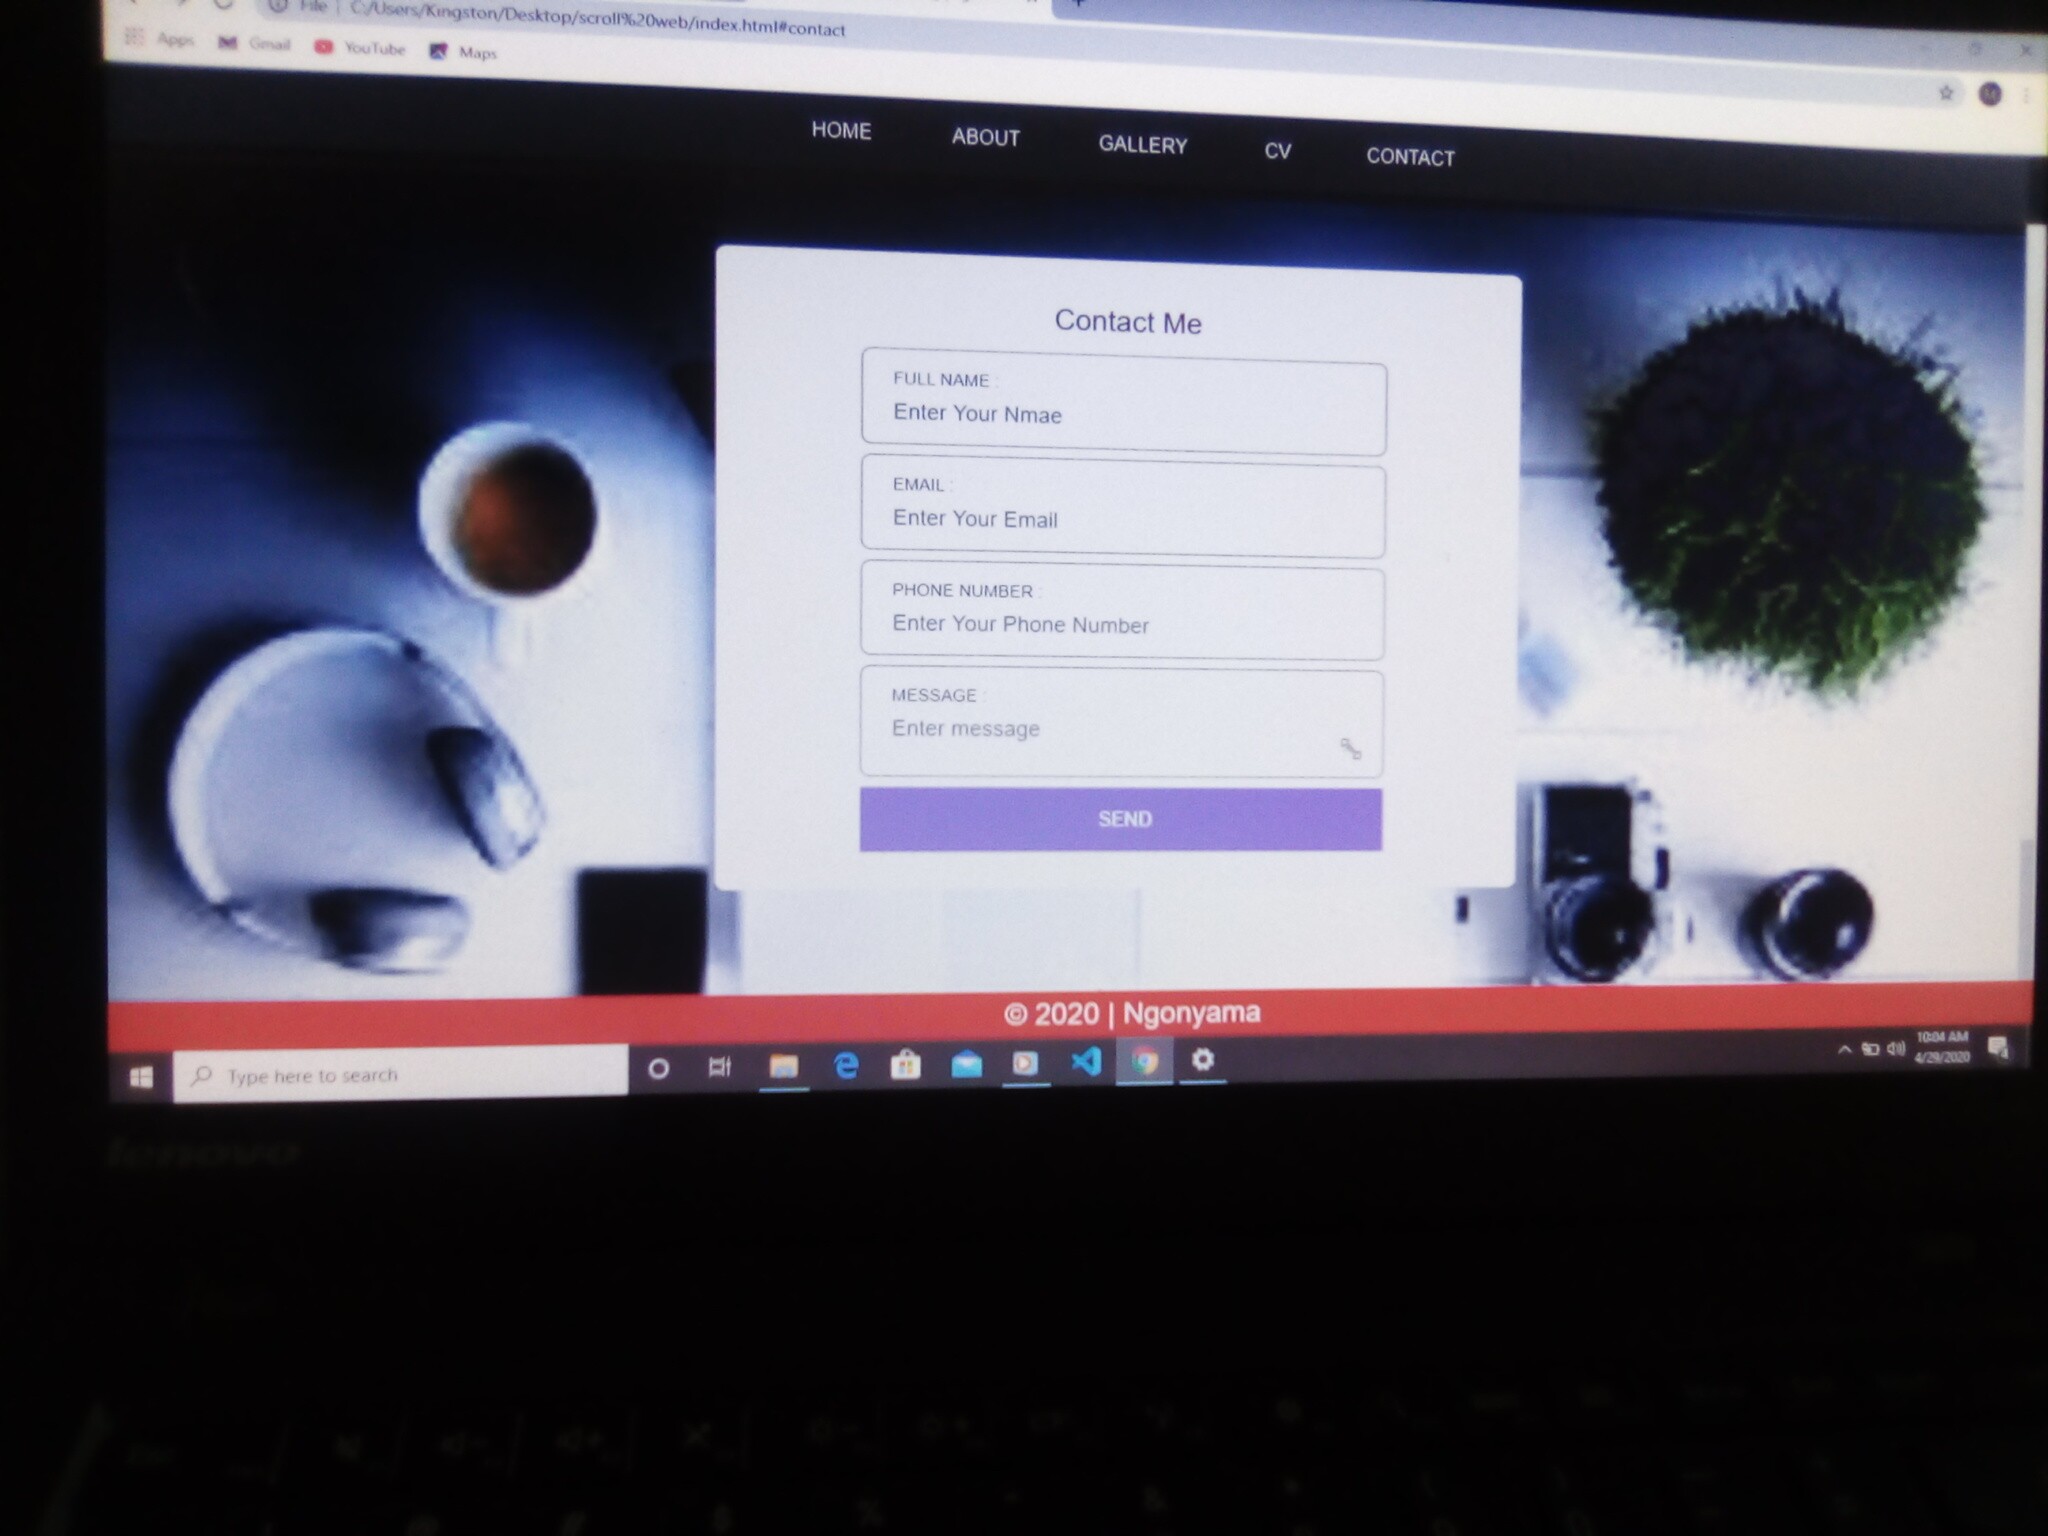 File | C:/Users/Kingston/Desktop/scroll%20web/index.html#contact
Apps Gmail YouTube Maps
HOME ABOUT GALLERY CV CONTACT
Contact Me
FULL NAME :
Enter Your Nmae
EMAIL :
Enter Your Email
PHONE NUMBER :
Enter Your Phone Number
MESSAGE :
Enter message
SEND
© 2020 | Ngonyama
Type here to search
10:04 AM
4/29/2020